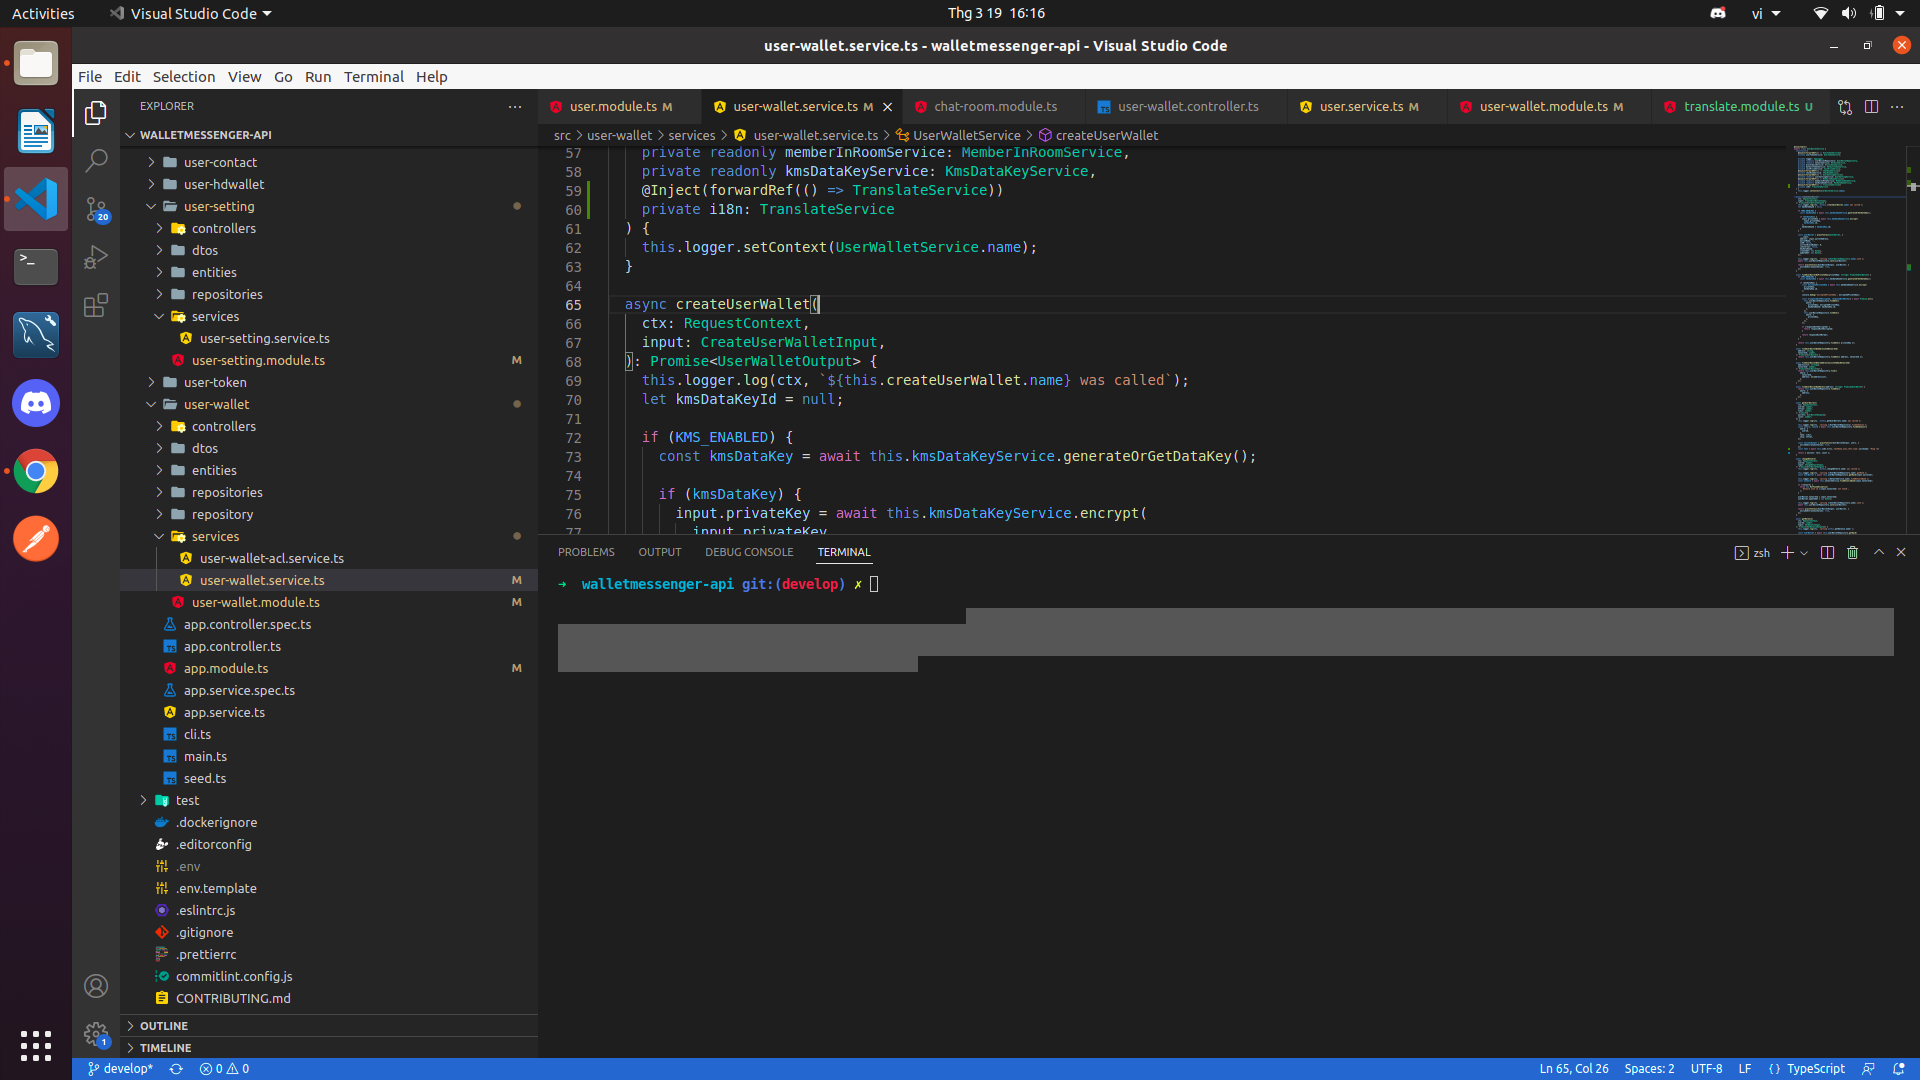 Activities
Visual Studio Code
Thg 3 19 16:16
vi
user-wallet.service.ts - walletmessenger-api - Visual Studio Code
File Edit Selection View Go Run Terminal Help
EXPLORER
WALLETMESSENGER-API
user-contact
user-hdwallet
user-setting
controllers
dtos
entities
repositories
services
user-setting.service.ts
user-setting.module.ts M
user-token
user-wallet
controllers
dtos
entities
repositories
repository
services
user-wallet-acl.service.ts
user-wallet.service.ts M
user-wallet.module.ts M
app.controller.spec.ts
app.controller.ts
app.module.ts M
app.service.spec.ts
app.service.ts
cli.ts
main.ts
seed.ts
test
.dockerignore
.editorconfig
.env
.env.template
.eslintrc.js
.gitignore
.prettierrc
commitlint.config.js
CONTRIBUTING.md
OUTLINE
TIMELINE
20
1
user.module.ts M
user-wallet.service.ts M
chat-room.module.ts
user-wallet.controller.ts
user.service.ts M
user-wallet.module.ts M
translate.module.ts U
src > user-wallet > services > user-wallet.service.ts > UserWalletService > createUserWallet
57 private readonly memberInRoomService: MemberInRoomService,
58 private readonly kmsDataKeyService: KmsDataKeyService,
59 @Inject(forwardRef(() => TranslateService))
60 private i18n: TranslateService
61 ) {
62 this.logger.setContext(UserWalletService.name);
63 }
64
65 async createUserWallet(
66 ctx: RequestContext,
67 input: CreateUserWalletInput,
68 ): Promise<UserWalletOutput> {
69 this.logger.log(ctx, `${this.createUserWallet.name} was called`);
70 let kmsDataKeyId = null;
71
72 if (KMS_ENABLED) {
73 const kmsDataKey = await this.kmsDataKeyService.generateOrGetDataKey();
74
75 if (kmsDataKey) {
76 input.privateKey = await this.kmsDataKeyService.encrypt(
77 input.privateKey
PROBLEMS OUTPUT DEBUG CONSOLE TERMINAL
zsh
➜ walletmessenger-api git:(develop) ✗
develop*
0 0
Ln 65, Col 26
Spaces: 2
UTF-8
LF
{ } TypeScript